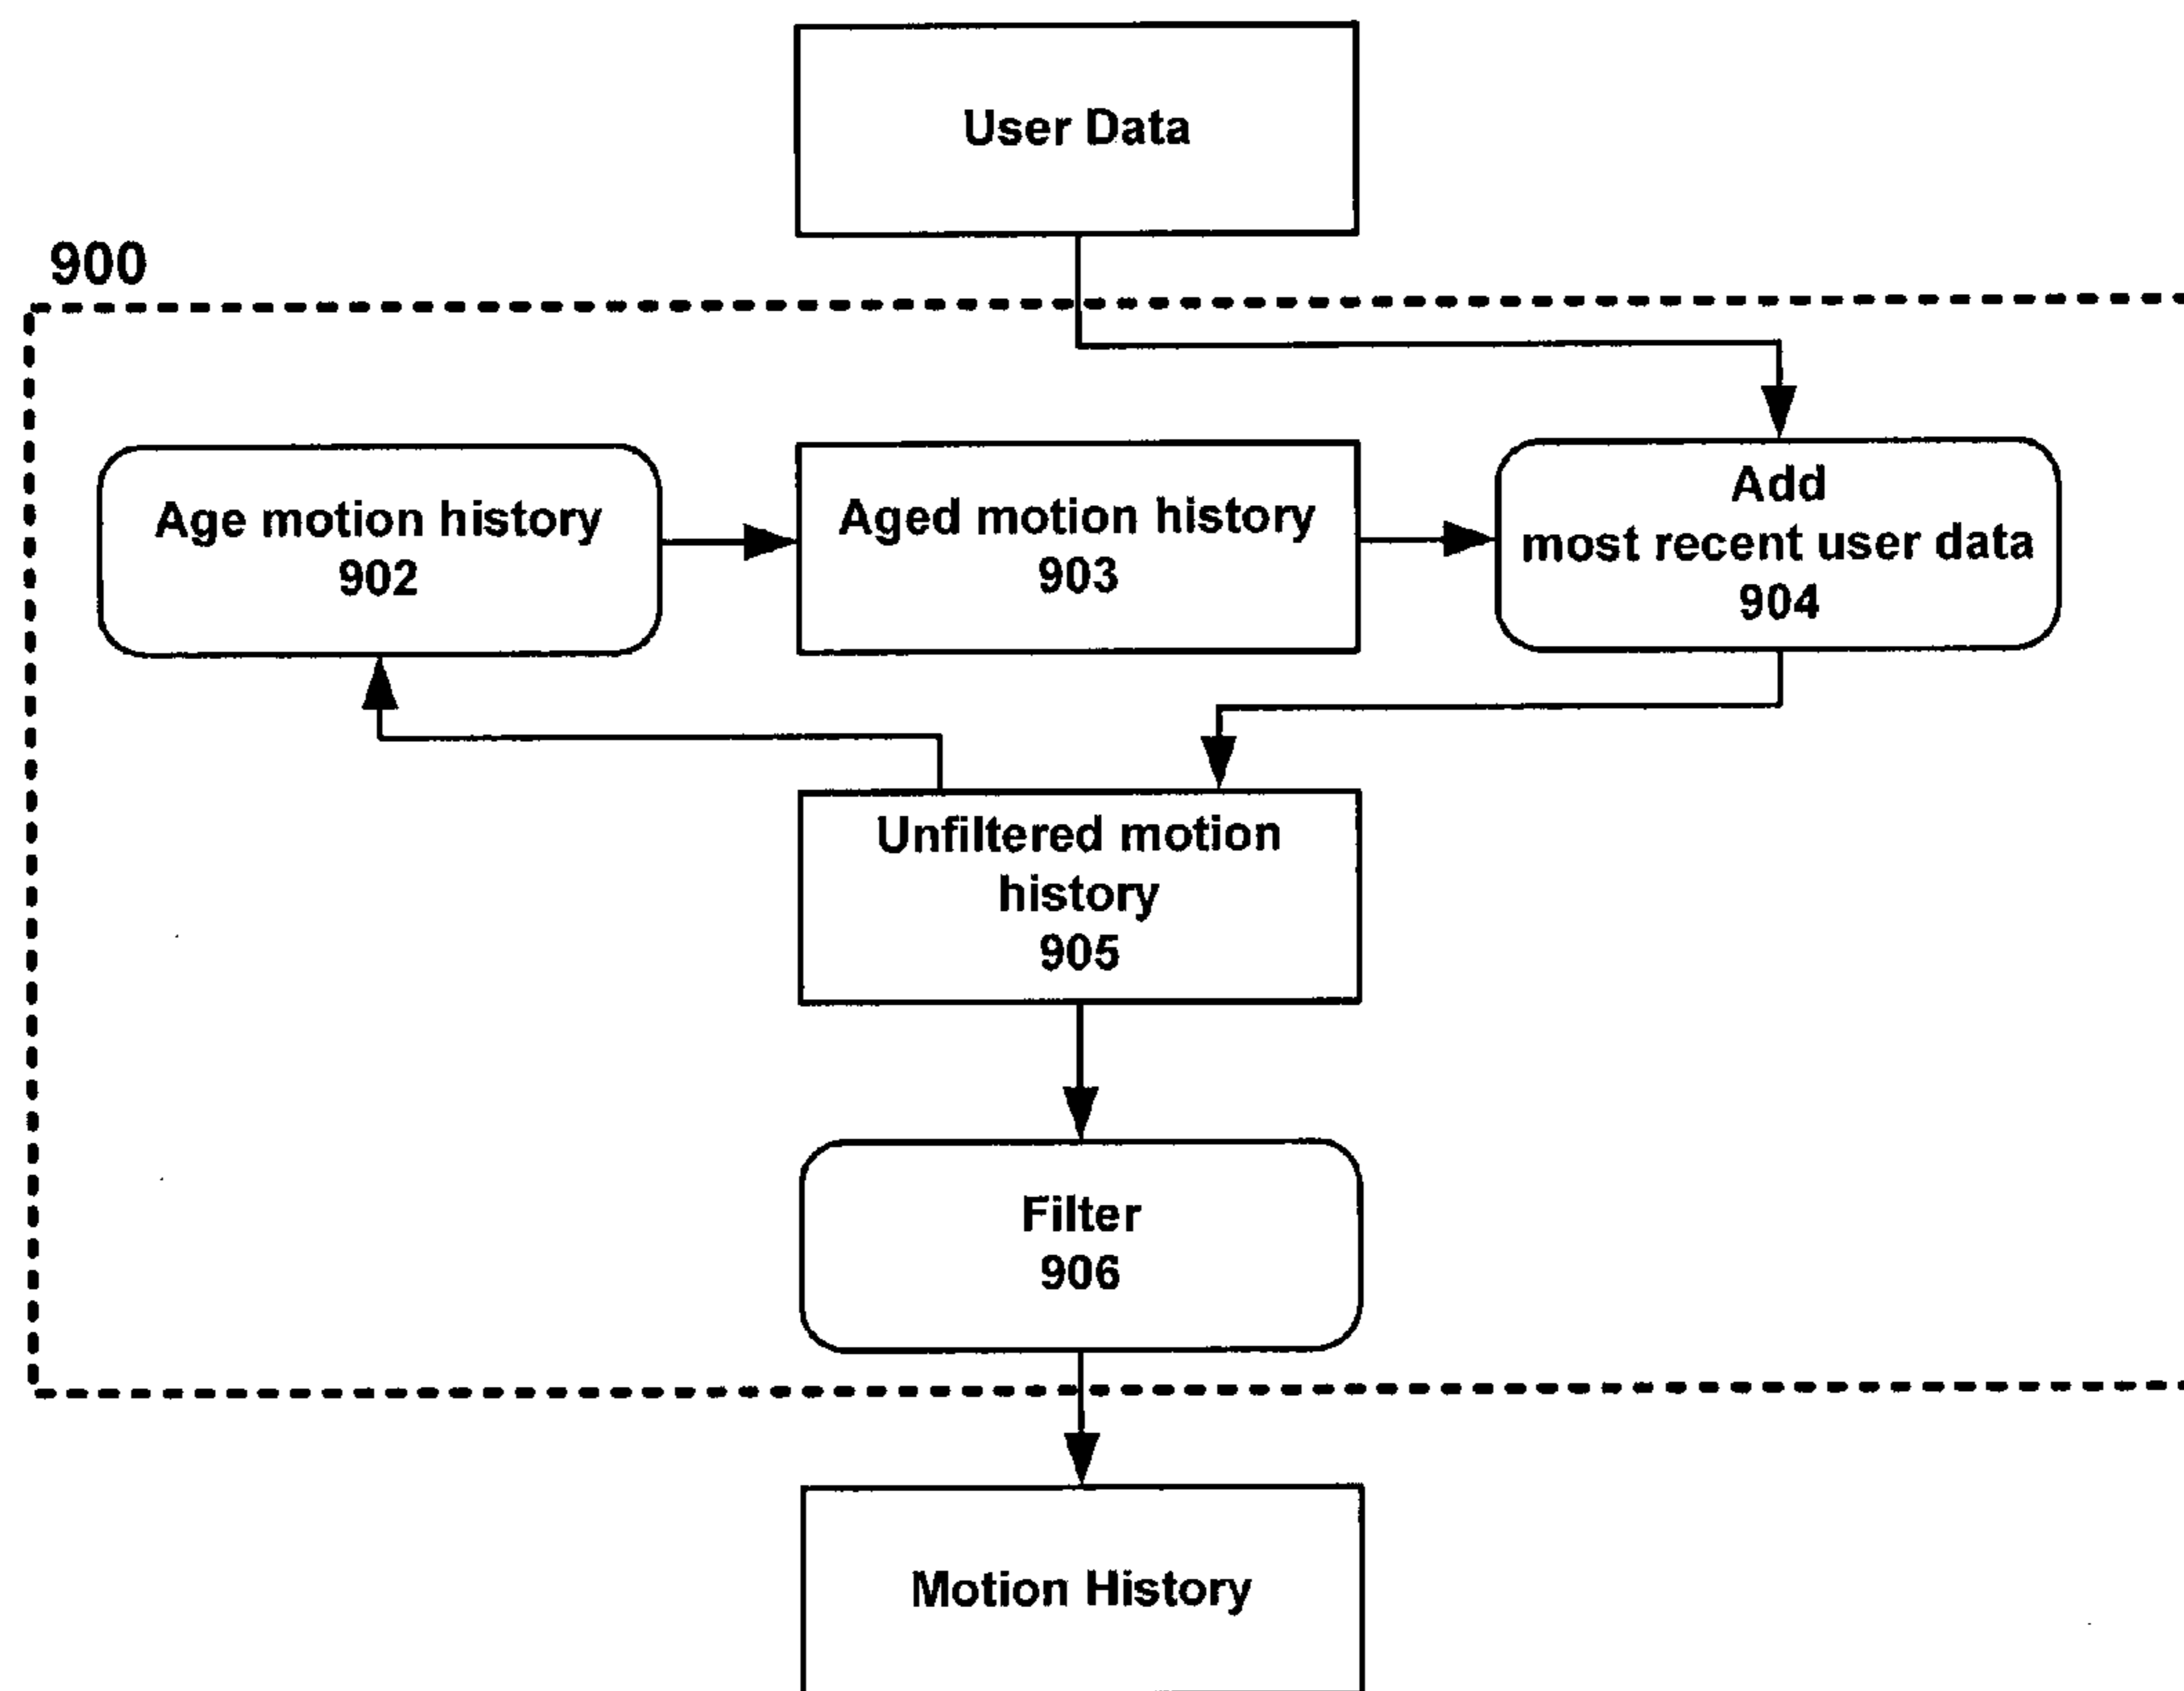 User Data
900
Age motion history
902
Aged motion history
903
Add
most recent user data
904
Unfiltered motion
history
905
Filter
906
Motion History